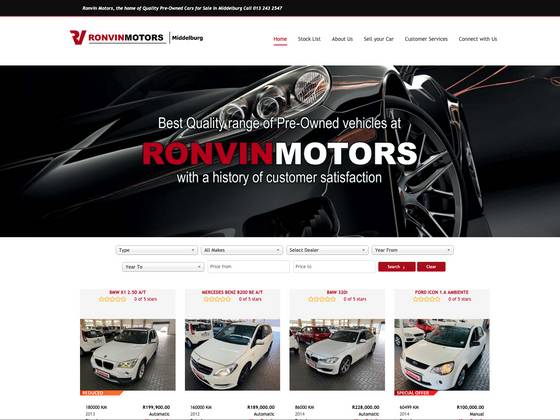 Ronvin Motors, the home of Quality Pre-Owned Cars for Sale in Middelburg Call 013 243 2547
RONVINMOTORS | Middelburg
Home Stock List About Us Sell your Car Customer Services Connect with Us
Best Quality range of Pre-Owned vehicles at
RONVINMOTORS
with a history of customer satisfaction
Type All Makes Select Dealer Year From
Year To Price from Price to Search Clear
BMW X1 2.5D A/T MERCEDES BENZ B200 BE A/T BMW 320I FORD ICON 1.6 AMBIENTE
0 of 5 stars 0 of 5 stars 0 of 5 stars 0 of 5 stars
REDUCED SPECIAL OFFER
180000 KM R199,900.00 160000 R189,000.00 86000 R228,000.00 60499 KM R100,000.00
2013 Automatic 2012 Automatic 2014 Automatic 2014 Manual